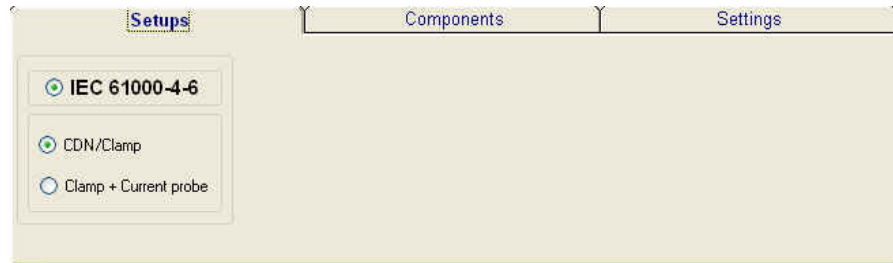 Setups Components Settings
IEC 61000-4-6
CDN/Clamp
Clamp + Current probe